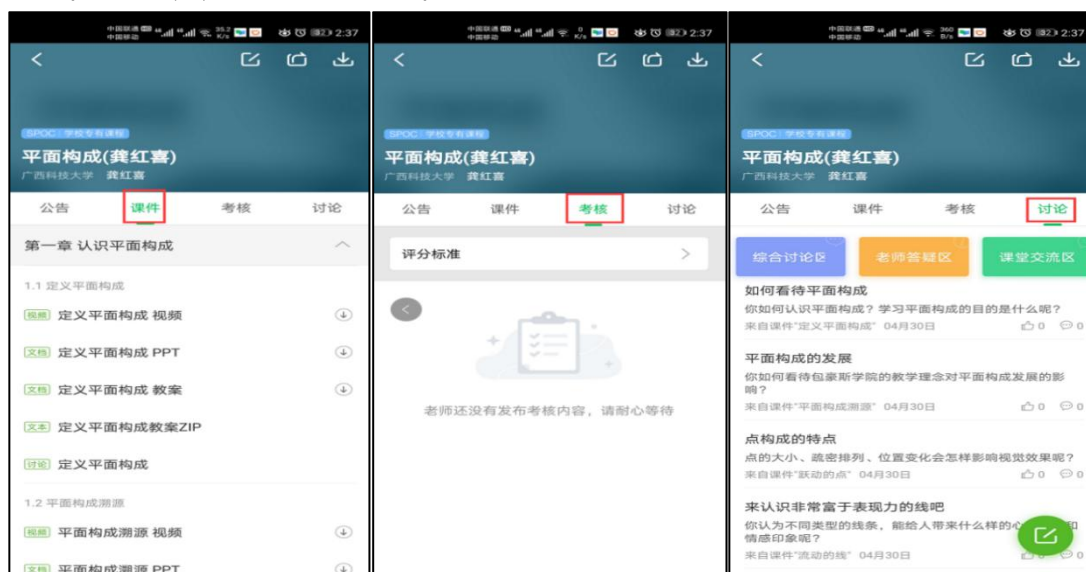 中国联通 HD 46 46 35.2 K/s 2:37
中国移动
SPOC | 学校专有课程
平面构成(龚红喜)
广西科技大学 龚红喜
公告 课件 考核 讨论
第一章 认识平面构成
1.1 定义平面构成
视频 定义平面构成 视频
文档 定义平面构成 PPT
文档 定义平面构成 教案
文本 定义平面构成教案ZIP
讨论 定义平面构成
1.2 平面构成溯源
视频 平面构成溯源 视频
文档 平面构成溯源 PPT
中国联通 HD 46 46 0 K/s 2:37
中国移动
SPOC | 学校专有课程
平面构成(龚红喜)
广西科技大学 龚红喜
公告 课件 考核 讨论
评分标准
老师还没有发布考核内容，请耐心等待
中国联通 HD 46 46 360 B/s 2:37
中国移动
SPOC | 学校专有课程
平面构成(龚红喜)
广西科技大学 龚红喜
公告 课件 考核 讨论
综合讨论区 老师答疑区 课堂交流区
如何看待平面构成
你如何认识平面构成？学习平面构成的目的是什么呢？
来自课件"定义平面构成" 04月30日 0 0
平面构成的发展
你如何看待包豪斯学院的教学理念对平面构成发展的影
响？
来自课件"平面构成溯源" 04月30日 0 0
点构成的特点
点的大小、疏密排列、位置变化会怎样影响视觉效果呢？
来自课件"跃动的点" 04月30日 0 0
来认识非常富于表现力的线吧
你认为不同类型的线条，能给人带来什么样的心 和
情感印象呢？
来自课件"流动的线" 04月30日 0 0